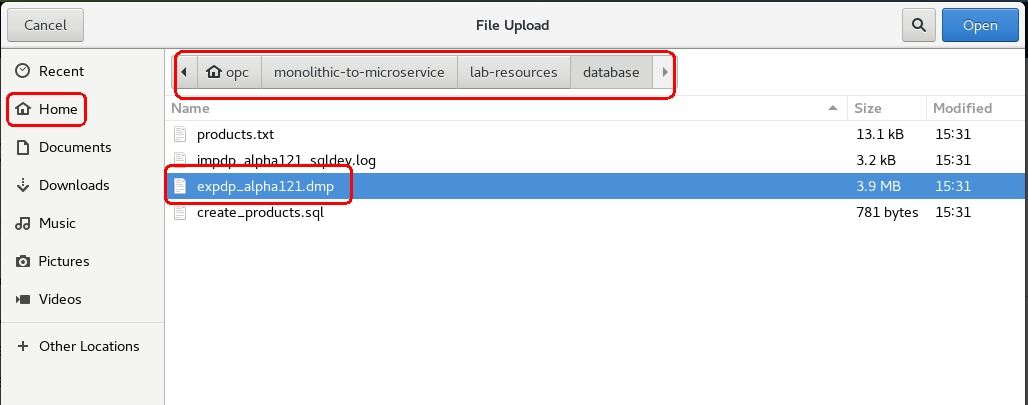 Cancel File Upload Open
Recent
Home
Documents
Downloads
Music
Pictures
Videos
Other Locations
opc monolithic-to-microservice lab-resources database
Name Size Modified
products.txt 13.1 kB 15:31
impdp_alpha121_sqldev.log 3.2 kB 15:31
expdp_alpha121.dmp 3.9 MB 15:31
create_products.sql 781 bytes 15:31